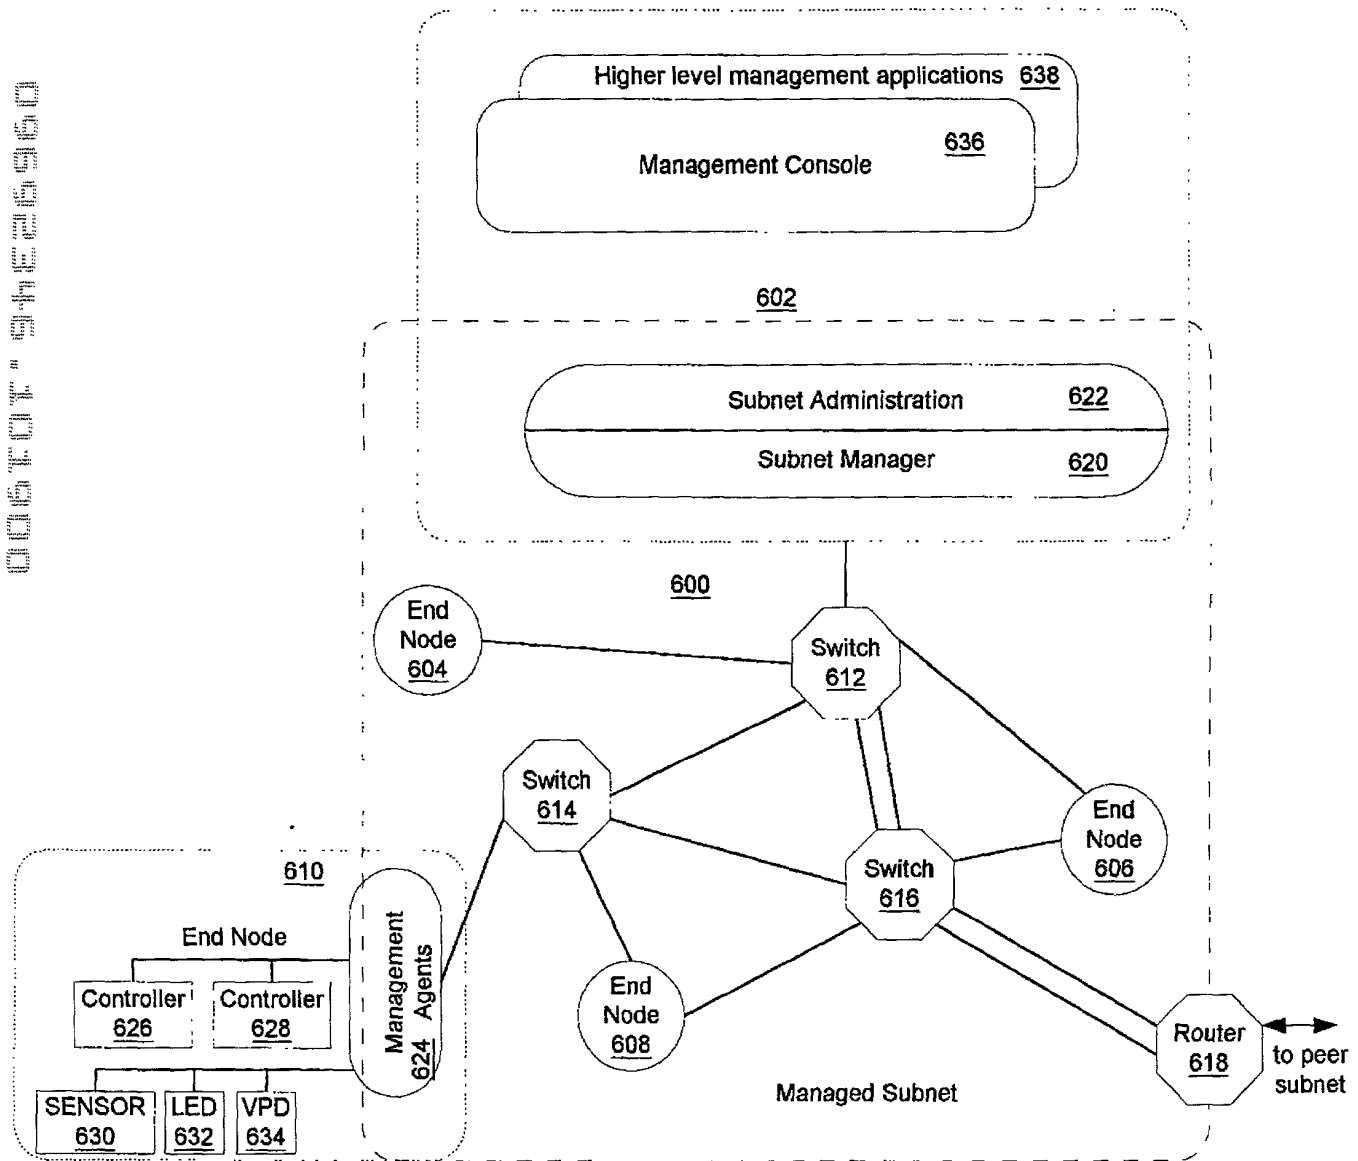 Higher level management applications 638
636
Management Console
602
Subnet Administration 622
Subnet Manager 620
600
End
Node
604
Switch
612
Switch
614
End
Node
606
Switch
616
610
End Node
Controller
626
Controller
628
Management
624 Agents
End
Node
608
Router
618
to peer
subnet
SENSOR
630
LED
632
VPD
634
Managed Subnet